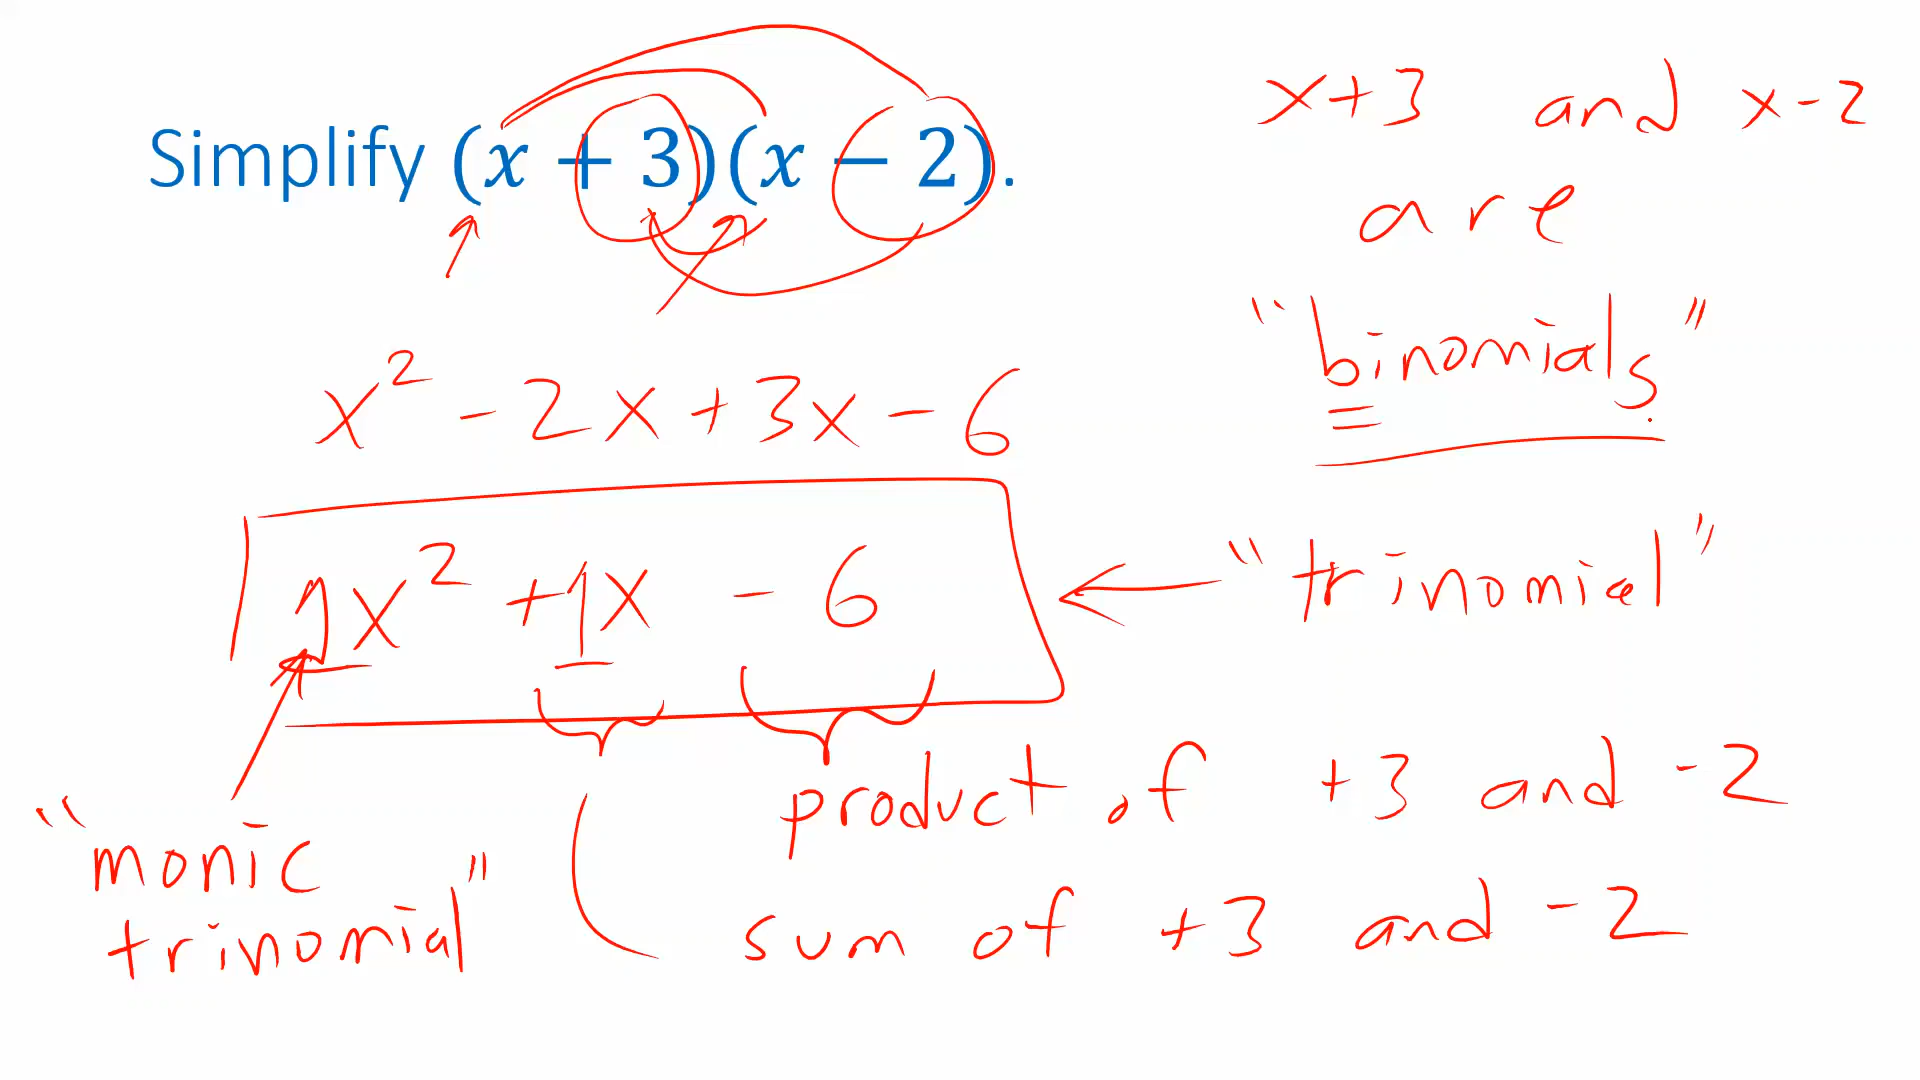 Simplify (x + 3)(x − 2).
x+3 and x-2
are
"binomials"
x² - 2x + 3x - 6
1x² + 1x - 6
"trinomial"
product of +3 and -2
"monic
trinomial"
sum of +3 and -2